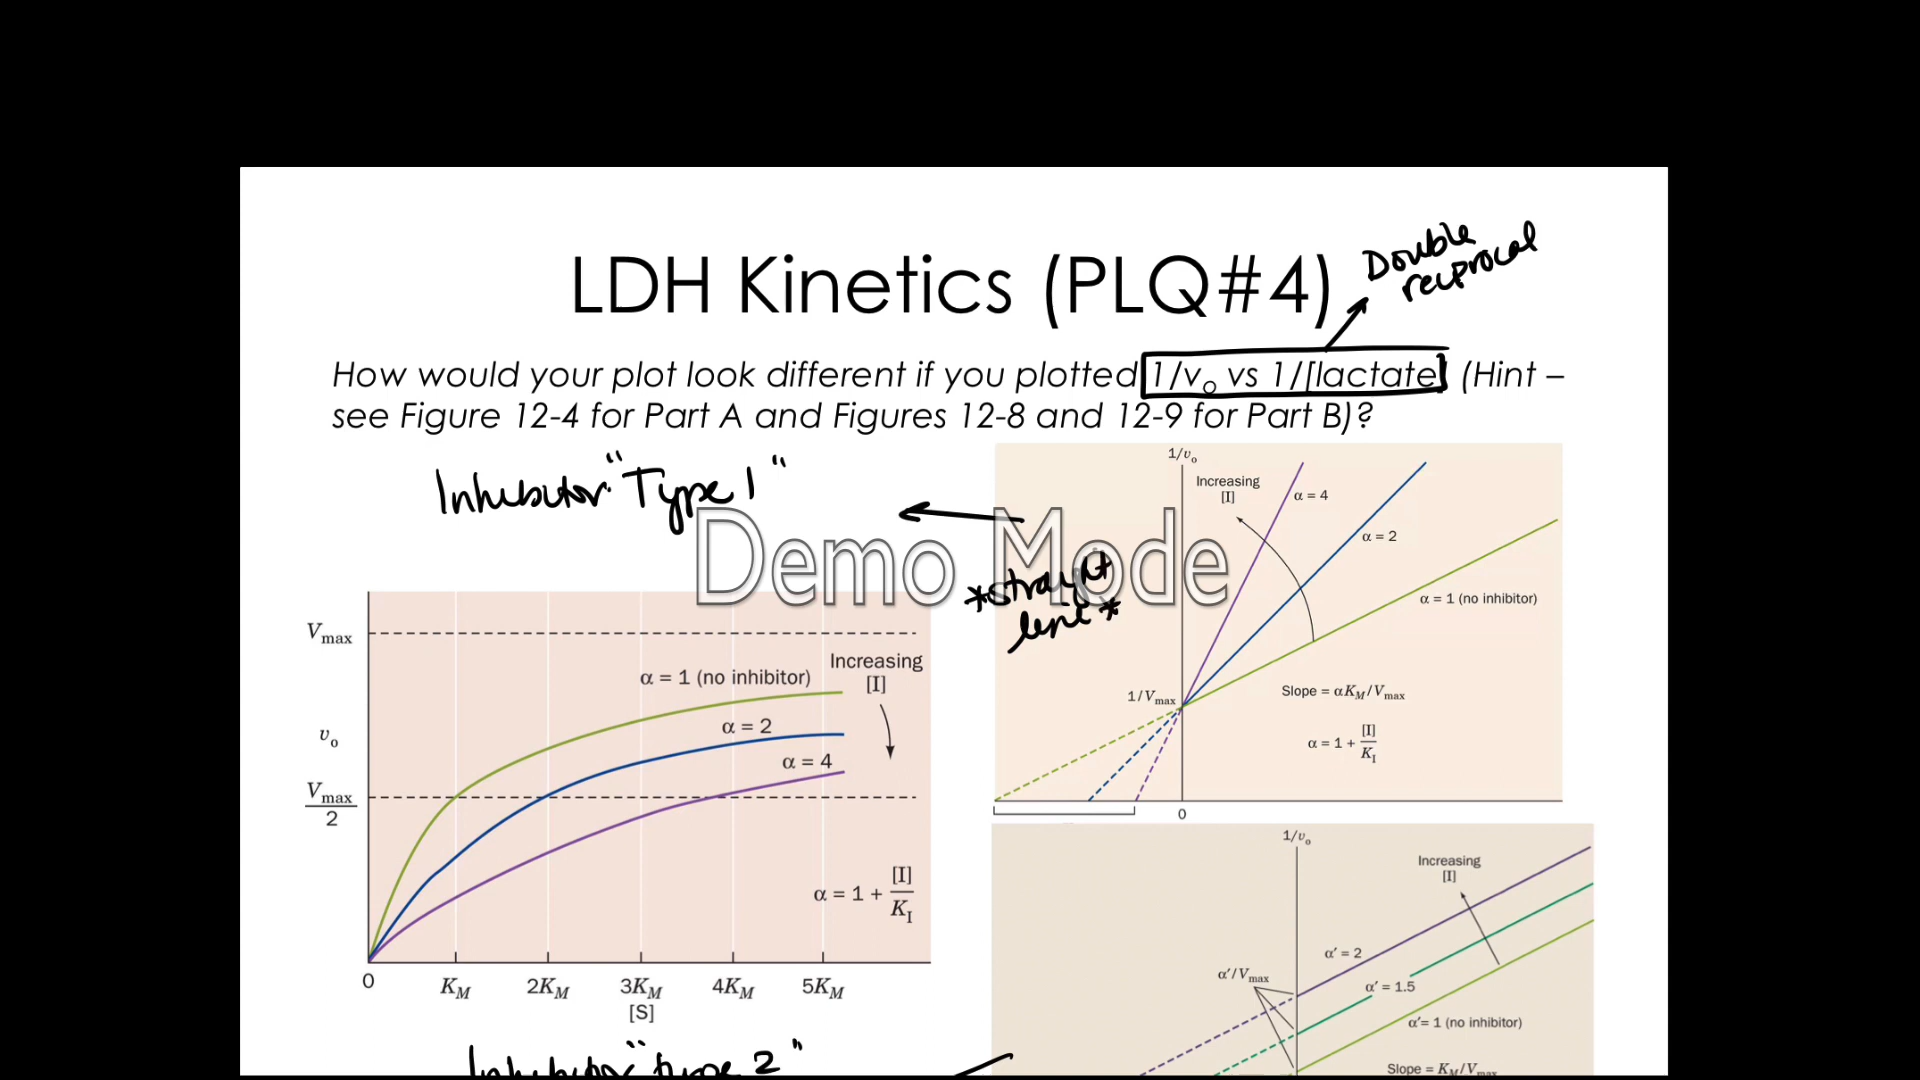 LDH Kinetics (PLQ#4)
Double
reciprocal
How would your plot look different if you plotted 1/vo vs 1/[lactate] (Hint –
see Figure 12-4 for Part A and Figures 12-8 and 12-9 for Part B)?
Inhibitor "Type 1"
Demo Mode
*straight
line*
Vmax
α = 1 (no inhibitor)
Increasing
[I]
α = 2
vo
α = 4
Vmax
2
α = 1 + [I]
KI
0
KM
2KM
3KM
4KM
5KM
[S]
1/vo
Increasing
[I]
α = 4
α = 2
α = 1 (no inhibitor)
1/Vmax
Slope = αKM/Vmax
α = 1 + [I]
KI
0
1/vo
Increasing
[I]
α′ = 2
α′/Vmax
α′ = 1.5
α′= 1 (no inhibitor)
Slope = KM/Vmax
Inhibitor "type 2"